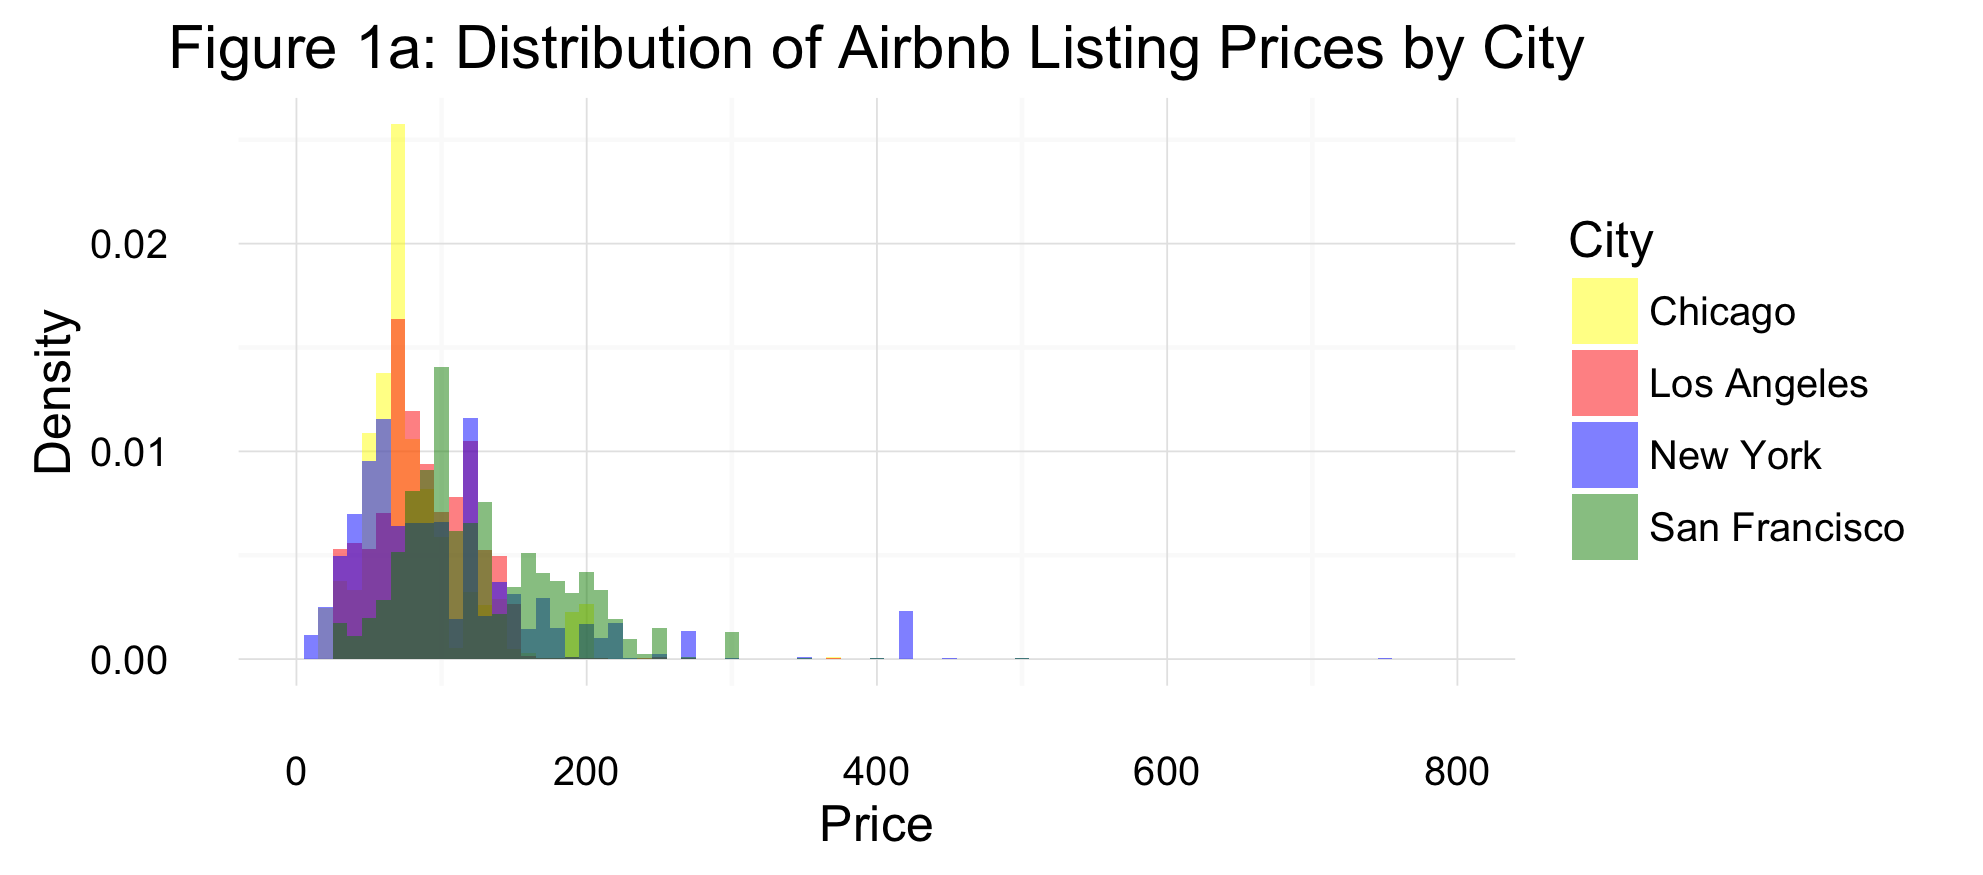 Figure 1a: Distribution of Airbnb Listing Prices by City
Density
0.02
0.01
0.00
0 200 400 600 800
Price
City
Chicago
Los Angeles
New York
San Francisco